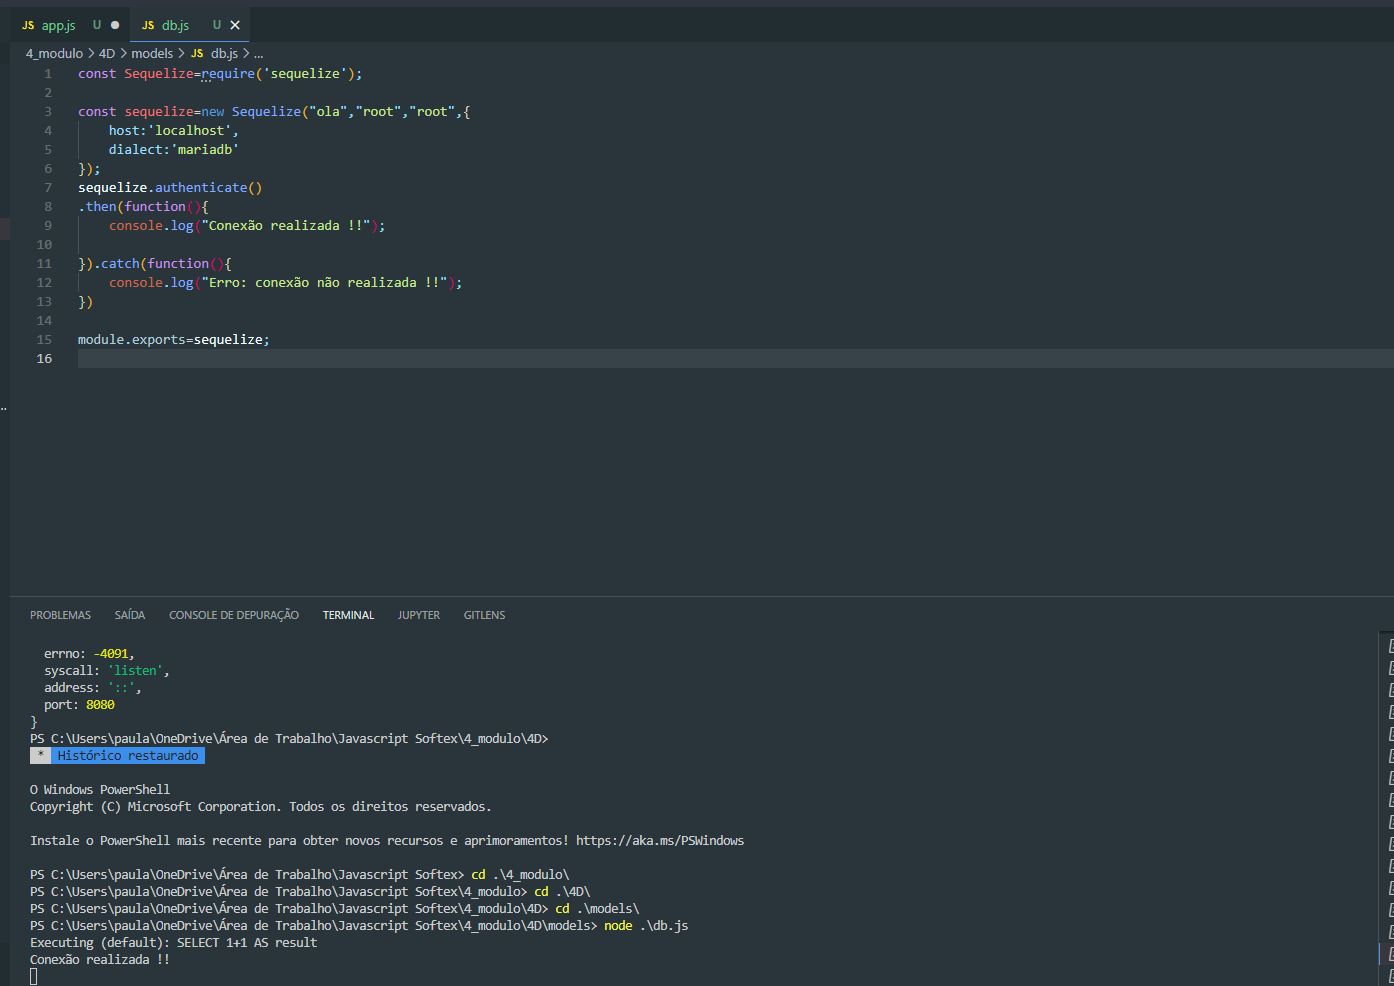 JS app.js U ● JS db.js U ×
4_modulo > 4D > models > JS db.js > ...
1 const Sequelize=require('sequelize');
2
3 const sequelize=new Sequelize("ola","root","root",{
4 host:'localhost',
5 dialect:'mariadb'
6 });
7 sequelize.authenticate()
8 .then(function(){
9 console.log("Conexão realizada !!");
10
11 }).catch(function(){
12 console.log("Erro: conexão não realizada !!");
13 })
14
15 module.exports=sequelize;
16
PROBLEMAS SAÍDA CONSOLE DE DEPURAÇÃO TERMINAL JUPYTER GITLENS
errno: -4091,
syscall: 'listen',
address: '::',
port: 8080
}
PS C:\Users\paula\OneDrive\Área de Trabalho\Javascript Softex\4_modulo\4D>
* Histórico restaurado
O Windows PowerShell
Copyright (C) Microsoft Corporation. Todos os direitos reservados.
Instale o PowerShell mais recente para obter novos recursos e aprimoramentos! https://aka.ms/PSWindows
PS C:\Users\paula\OneDrive\Área de Trabalho\Javascript Softex> cd .\4_modulo\
PS C:\Users\paula\OneDrive\Área de Trabalho\Javascript Softex\4_modulo> cd .\4D\
PS C:\Users\paula\OneDrive\Área de Trabalho\Javascript Softex\4_modulo\4D> cd .\models\
PS C:\Users\paula\OneDrive\Área de Trabalho\Javascript Softex\4_modulo\4D\models> node .\db.js
Executing (default): SELECT 1+1 AS result
Conexão realizada !!